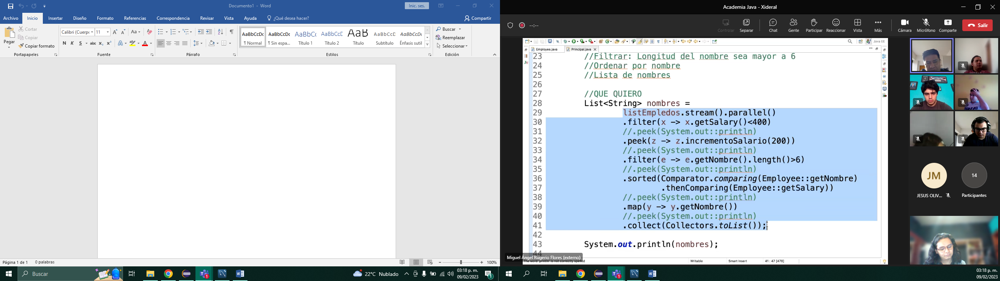 Documento1 - Word
Inic. ses.
Archivo Inicio Insertar Diseño Formato Referencias Correspondencia Revisar Vista Ayuda ¿Qué desea hacer? Compartir
Pegar
Cortar
Copiar
Copiar formato
Calibri (Cuerpo 11
N K S abc x₂ x²
AaBbCcDc AaBbCcDc AaBbCc AaBbCcD AaB AaBbCcD AaBbCcDc
¶ Normal ¶ Sin espa... Título 1 Título 2 Título Subtítulo Énfasis sutil
Buscar
Reemplazar
Seleccionar
Portapapeles Fuente Párrafo Estilos Edición
Página 1 de 1 0 palabras
100%
Buscar
22°C Nublado
03:18 p. m.
09/02/2023
1
Academia Java - Xideral
--:--
Controlar Separar Chat Gente Participar Reaccionar Vista Más Cámara Micrófono Comparte Salir
Java EE
Employee.java Principal.java
23 //Filtrar: Longitud del nombre sea mayor a 6
24 //Ordenar por nombre
25 //Lista de nombres
26
27 //QUE QUIERO
28 List<String> nombres =
29 listEmpledos.stream().parallel()
30 .filter(x -> x.getSalary()<400)
31 //.peek(System.out::println)
32 .peek(z -> z.incrementoSalario(200))
33 //.peek(System.out::println)
34 .filter(e -> e.getNombre().length()>6)
35 //.peek(System.out::println)
36 .sorted(Comparator.comparing(Employee::getNombre)
37 .thenComparing(Employee::getSalary))
38 //.peek(System.out::println)
39 .map(y -> y.getNombre())
40 //.peek(System.out::println)
41 .collect(Collectors.toList());
42
43 System.out.println(nombres);
44
Miguel Ángel Rugerio Flores (externo)
The word 'println' is not correctly spelled
Writable Smart Insert 41 : 47 [478]
JM
JESUS OLIV...
14
Participantes
03:18 p. m.
09/02/2023